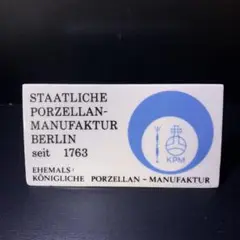 STAATLICHE
PORZELLAN-
MANUFAKTUR
BERLIN
seit 1763
KPM
EHEMALS:
KÖNIGLICHE PORZELLAN - MANUFAKTUR